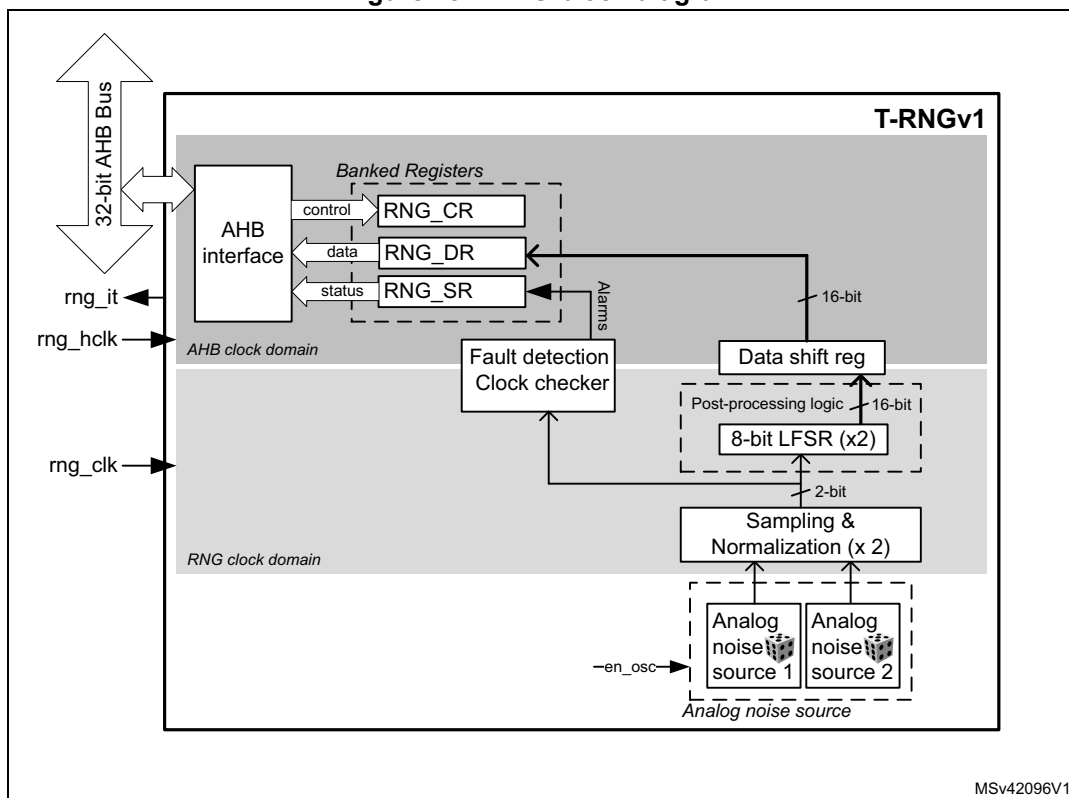 T-RNGv1
32-bit AHB Bus
Banked Registers
AHB
interface
control
RNG_CR
data
RNG_DR
status
RNG_SR
Alarms
16-bit
rng_it
rng_hclk
AHB clock domain
Fault detection
Clock checker
Data shift reg
Post-processing logic
16-bit
8-bit LFSR (x2)
rng_clk
2-bit
Sampling &
Normalization (x 2)
RNG clock domain
Analog
noise
source 1
Analog
noise
source 2
en_osc
Analog noise source
MSv42096V1